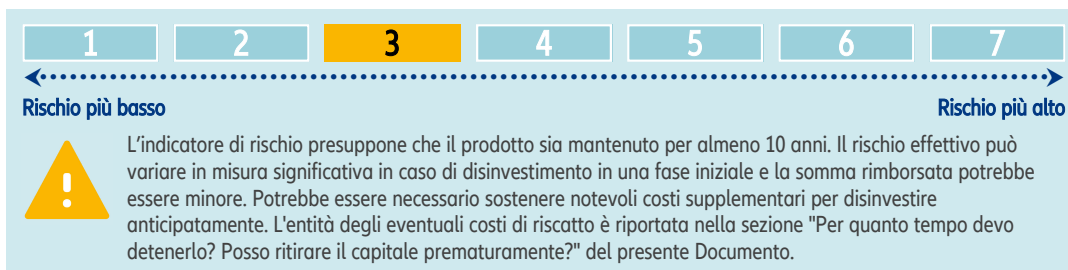 1 2 3 4 5 6 7
Rischio più basso Rischio più alto
L'indicatore di rischio presuppone che il prodotto sia mantenuto per almeno 10 anni. Il rischio effettivo può
variare in misura significativa in caso di disinvestimento in una fase iniziale e la somma rimborsata potrebbe
essere minore. Potrebbe essere necessario sostenere notevoli costi supplementari per disinvestire
anticipatamente. L'entità degli eventuali costi di riscatto è riportata nella sezione "Per quanto tempo devo
detenerlo? Posso ritirare il capitale prematuramente?" del presente Documento.